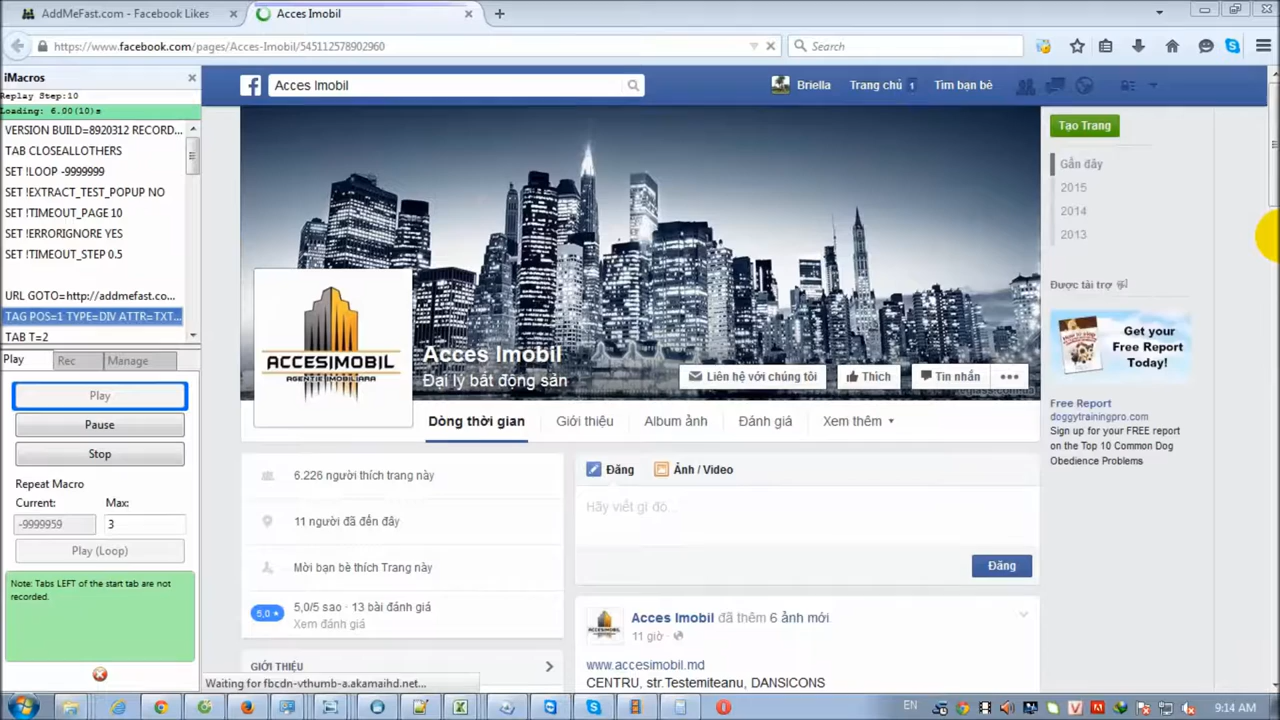 AddMeFast.com - Facebook Likes
Acces Imobil
https://www.facebook.com/pages/Acces-Imobil/545112578902960
Search
iMacros
Replay Step:10
Loading: 6.00(10)s
VERSION BUILD=8920312 RECORD...
TAB CLOSEALLOTHERS
SET !LOOP -9999999
SET !EXTRACT_TEST_POPUP NO
SET !TIMEOUT_PAGE 10
SET !ERRORIGNORE YES
SET !TIMEOUT_STEP 0.5
URL GOTO=http://addmefast.co...
TAG POS=1 TYPE=DIV ATTR=TXT...
TAB T=2
Play
Rec
Manage
Play
Pause
Stop
Repeat Macro
Current:
Max:
-9999959
3
Play (Loop)
Note: Tabs LEFT of the start tab are not
recorded.
Acces Imobil
Briella
Trang chủ 1
Tìm bạn bè
ACCESIMOBIL
AGENTIE IMOBILIARA
Acces Imobil
Đại lý bất động sản
Liên hệ với chúng tôi
Thích
Tin nhắn
Dòng thời gian
Giới thiệu
Album ảnh
Đánh giá
Xem thêm
6.226 người thích trang này
11 người đã đến đây
Mời bạn bè thích Trang này
5,0
5,0/5 sao · 13 bài đánh giá
Xem đánh giá
GIỚI THIỆU
Đăng
Ảnh / Video
Hãy viết gì đó...
Đăng
Acces Imobil đã thêm 6 ảnh mới
11 giờ
www.accesimobil.md
CENTRU, str.Testemiteanu, DANSICONS
Tạo Trang
Gần đây
2015
2014
2013
Được tài trợ
Get your
Free Report
Today!
Free Report
doggytrainingpro.com
Sign up for your FREE report
on the Top 10 Common Dog
Obedience Problems
Waiting for fbcdn-vthumb-a.akamaihd.net...
EN
9:14 AM